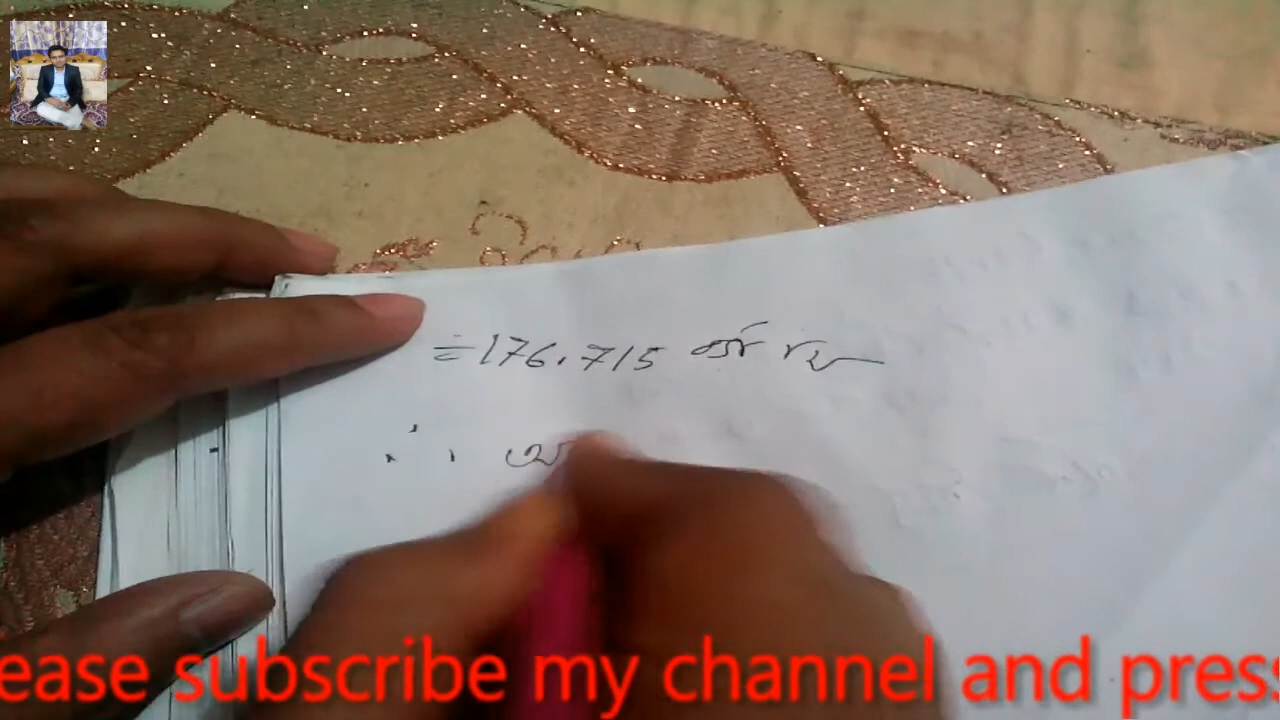 = 176.715 বর্গ
∴
ease subscribe my channel and press